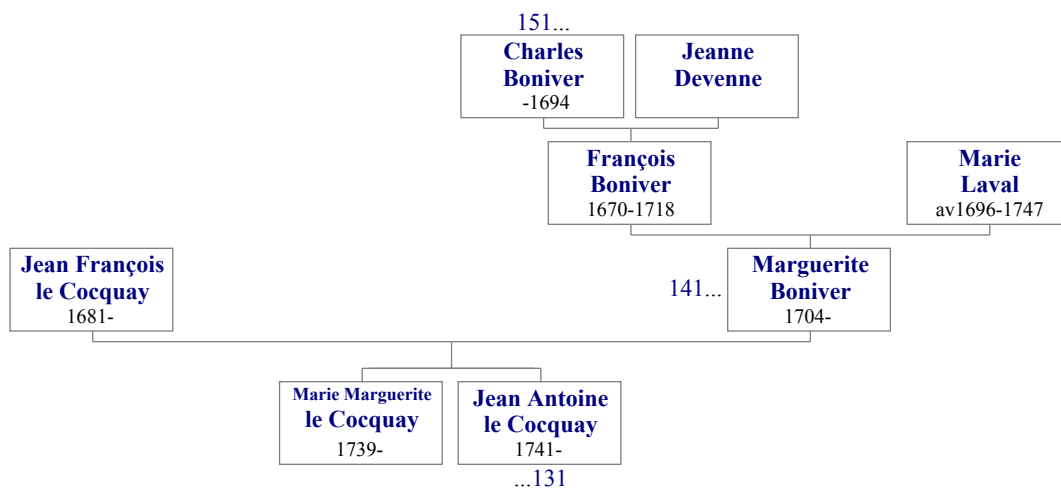 151...
Charles
Boniver
-1694
Jeanne
Devenne
François
Boniver
1670-1718
Marie
Laval
av1696-1747
Jean François
le Cocquay
1681-
141...
Marguerite
Boniver
1704-
Marie Marguerite
le Cocquay
1739-
Jean Antoine
le Cocquay
1741-
...131